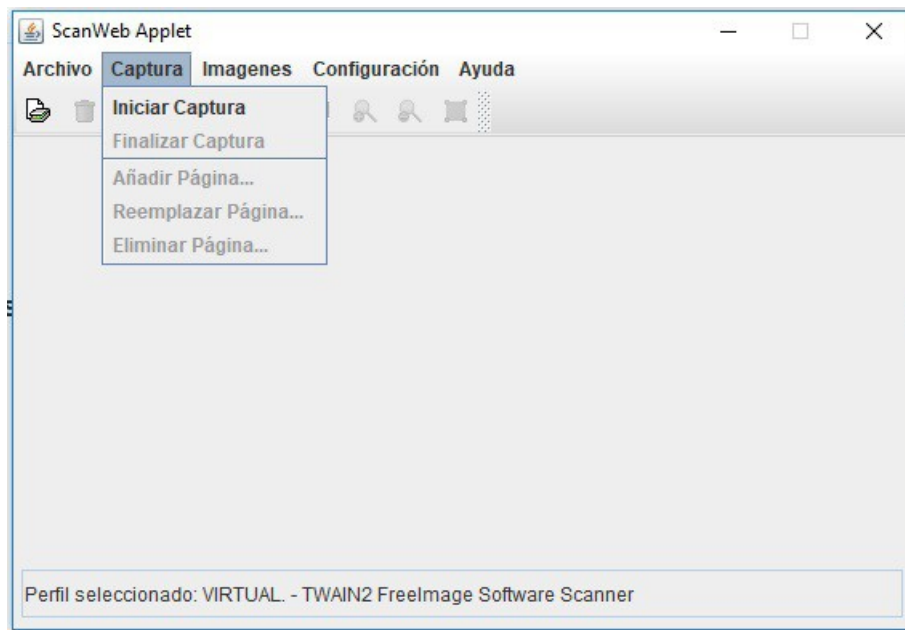 ScanWeb Applet
Archivo Captura Imagenes Configuración Ayuda
Iniciar Captura
Finalizar Captura
Añadir Página...
Reemplazar Página...
Eliminar Página...
Perfil seleccionado: VIRTUAL. - TWAIN2 FreeImage Software Scanner